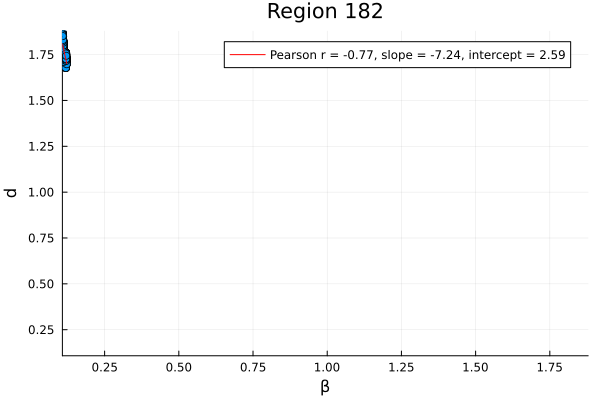 Region 182
Pearson r = -0.77, slope = -7.24, intercept = 2.59
1.75
1.50
1.25
1.00
0.75
0.50
0.25
d
0.25 0.50 0.75 1.00 1.25 1.50 1.75
β